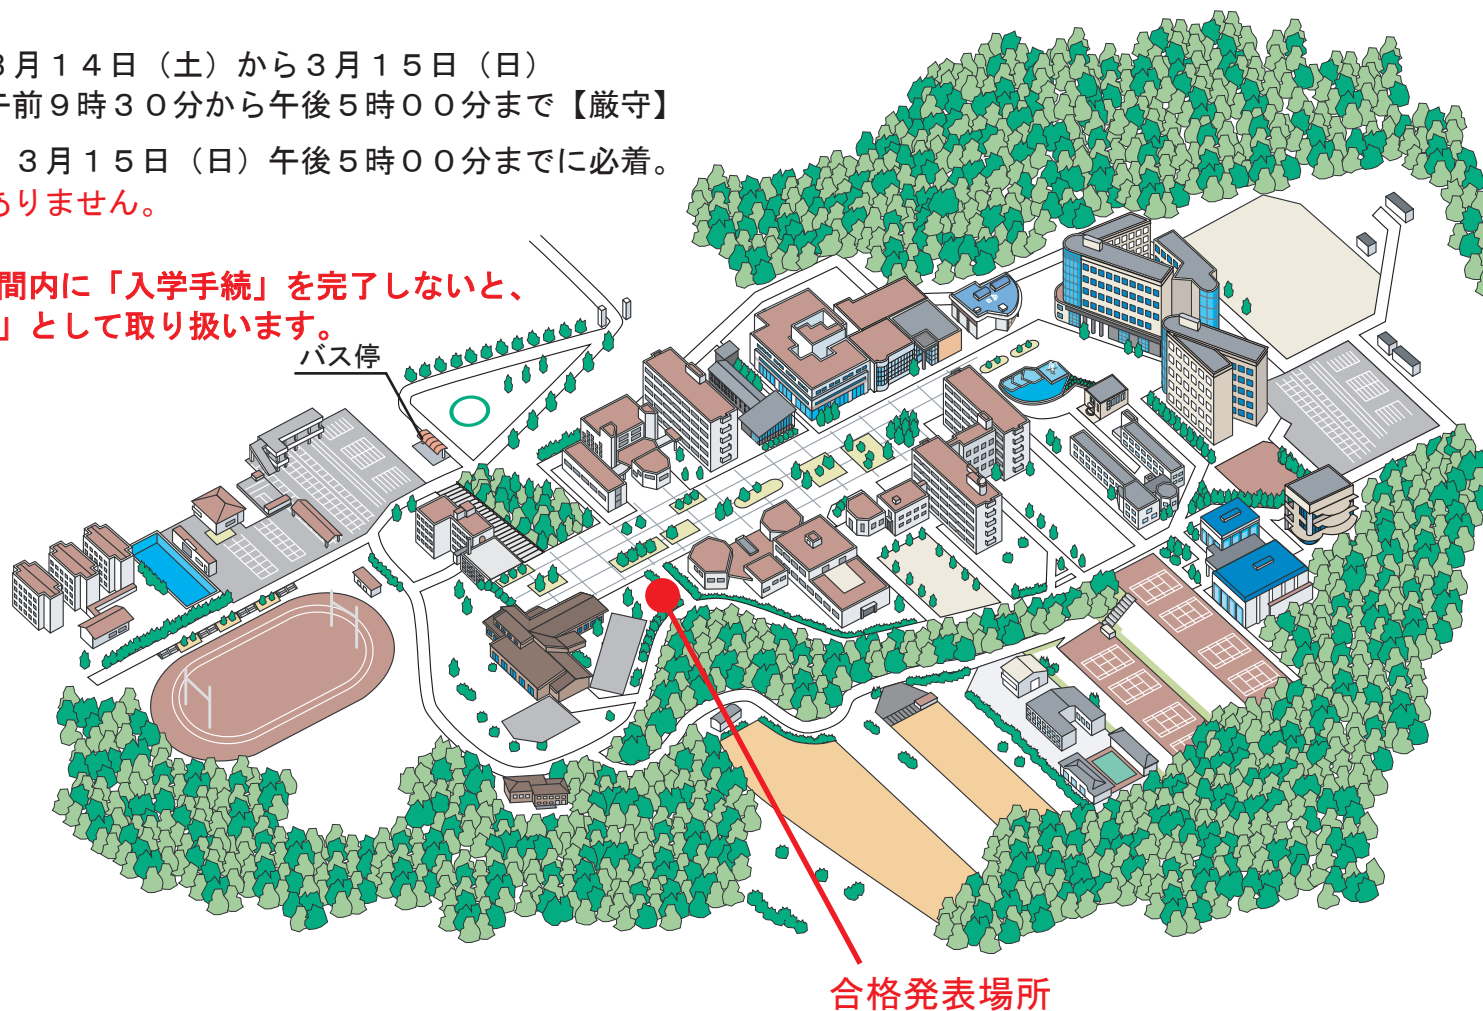 ３月１４日（土）から３月１５日（日）
午前９時３０分から午後５時００分まで【厳守】
３月１５日（日）午後５時００分までに必着。
ありません。
間内に「入学手続」を完了しないと、
」として取り扱います。
バス停
合格発表場所